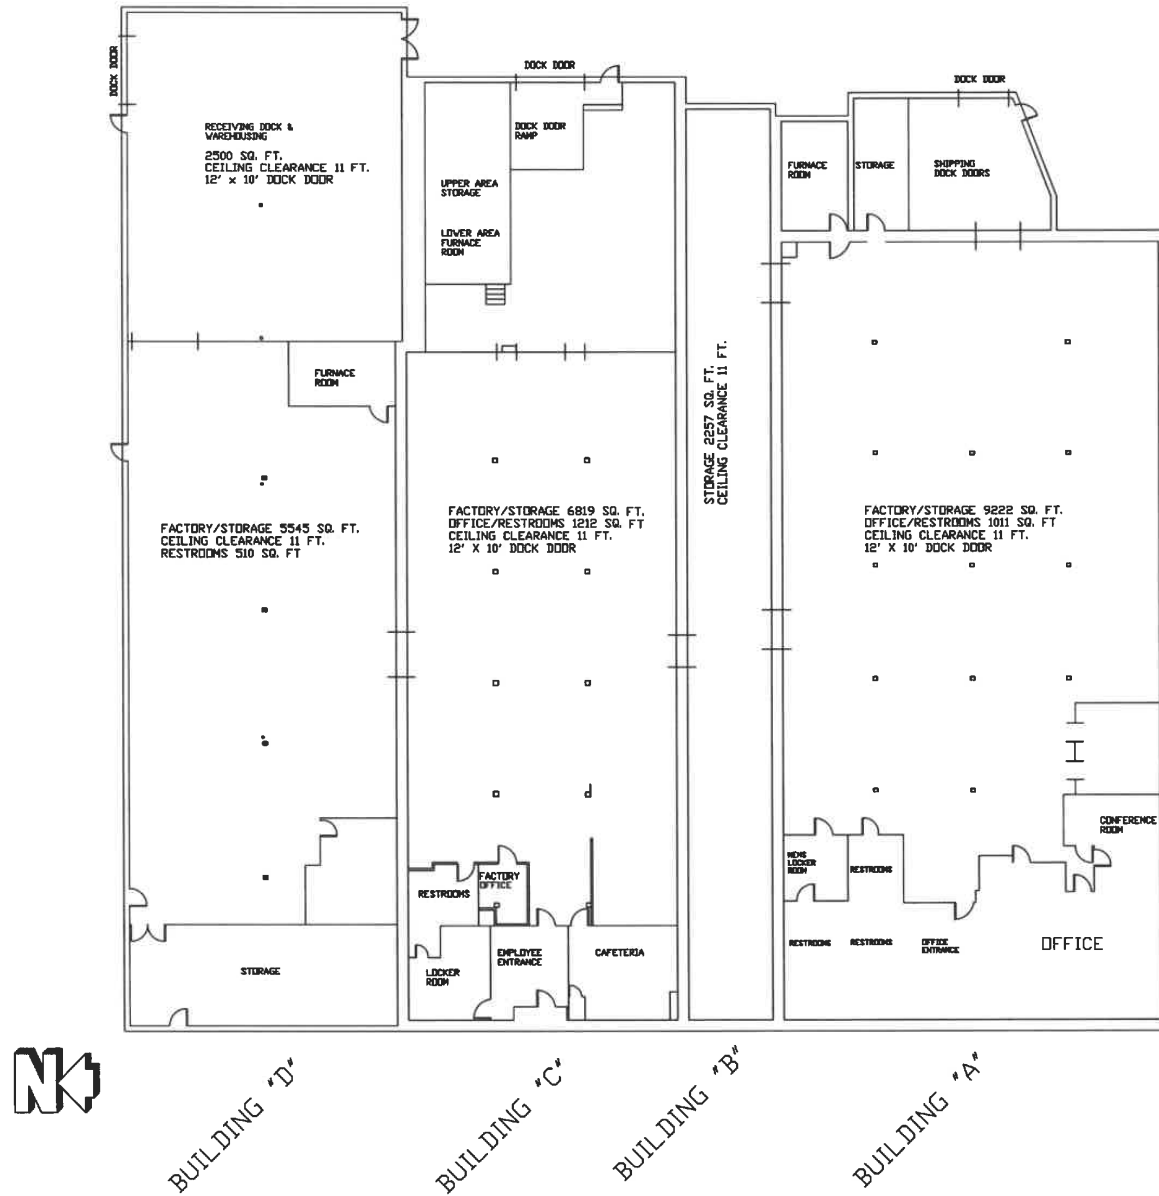 DOCK DOOR
RECEIVING DOCK &
WAREHOUSING
2500 SQ. FT.
CEILING CLEARANCE 11 FT.
12' x 10' DOCK DOOR
FURNACE
ROOM
FACTORY/STORAGE 5545 SQ. FT.
CEILING CLEARANCE 11 FT.
RESTROOMS 510 SQ. FT
STORAGE
DOCK DOOR
DOCK DOOR
RAMP
UPPER AREA
STORAGE
LOWER AREA
FURNACE
ROOM
FACTORY/STORAGE 6819 SQ. FT.
OFFICE/RESTROOMS 1212 SQ. FT
CEILING CLEARANCE 11 FT.
12' X 10' DOCK DOOR
RESTROOMS
FACTORY
OFFICE
LOCKER
ROOM
EMPLOYEE
ENTRANCE
CAFETERIA
STORAGE 2257 SQ. FT.
CEILING CLEARANCE 11 FT.
DOCK DOOR
FURNACE
ROOM
STORAGE
SHIPPING
DOCK DOORS
FACTORY/STORAGE 9222 SQ. FT.
OFFICE/RESTROOMS 1011 SQ. FT
CEILING CLEARANCE 11 FT.
12' X 10' DOCK DOOR
CONFERENCE
ROOM
MENS
LOCKER
ROOM
RESTROOMS
RESTROOMS
RESTROOMS
OFFICE
ENTRANCE
OFFICE
N
BUILDING "D"
BUILDING "C"
BUILDING "B"
BUILDING "A"